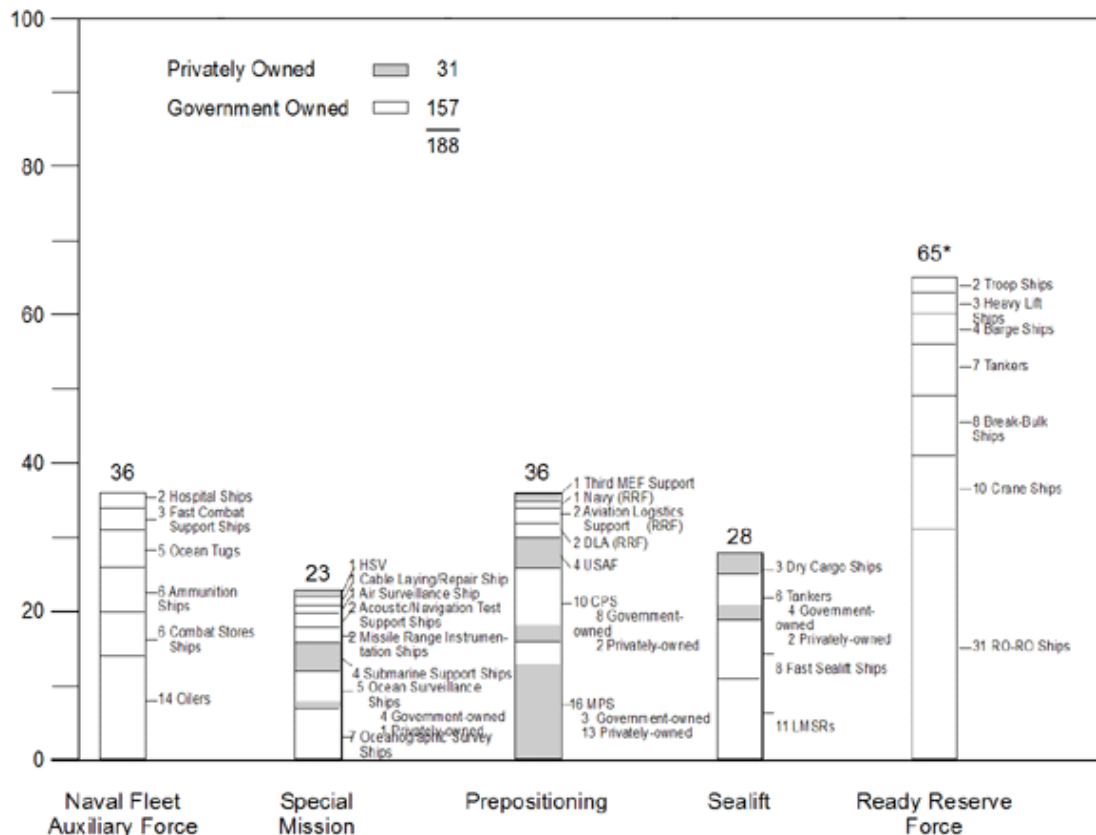 100
80
60
40
20
0
Privately Owned 31
Government Owned 157
188
36
2 Hospital Ships
3 Fast Combat
Support Ships
5 Ocean Tugs
6 Ammunition
Ships
6 Combat Stores
Ships
14 Oilers
Naval Fleet
Auxiliary Force
23
1 HSV
1 Cable Laying/Repair Ship
1 Air Surveillance Ship
2 Acoustic/Navigation Test
Support Ships
2 Missile Range Instrumen-
tation Ships
4 Submarine Support Ships
5 Ocean Surveillance
Ships
4 Government-owned
1 Privately-owned
7 Oceanographic Survey
Ships
Special
Mission
36
1 Third MEF Support
1 Navy (RRF)
2 Aviation Logistics
Support (RRF)
2 DLA (RRF)
4 USAF
10 CPS
8 Government-
owned
2 Privately-owned
16 MPS
3 Government-owned
13 Privately-owned
Prepositioning
28
3 Dry Cargo Ships
6 Tankers
4 Government-
owned
2 Privately-owned
8 Fast Sealift Ships
11 LMSRs
Sealift
65*
2 Troop Ships
3 Heavy Lift
Ships
4 Barge Ships
7 Tankers
8 Break-Bulk
Ships
10 Crane Ships
31 RO-RO Ships
Ready Reserve
Force